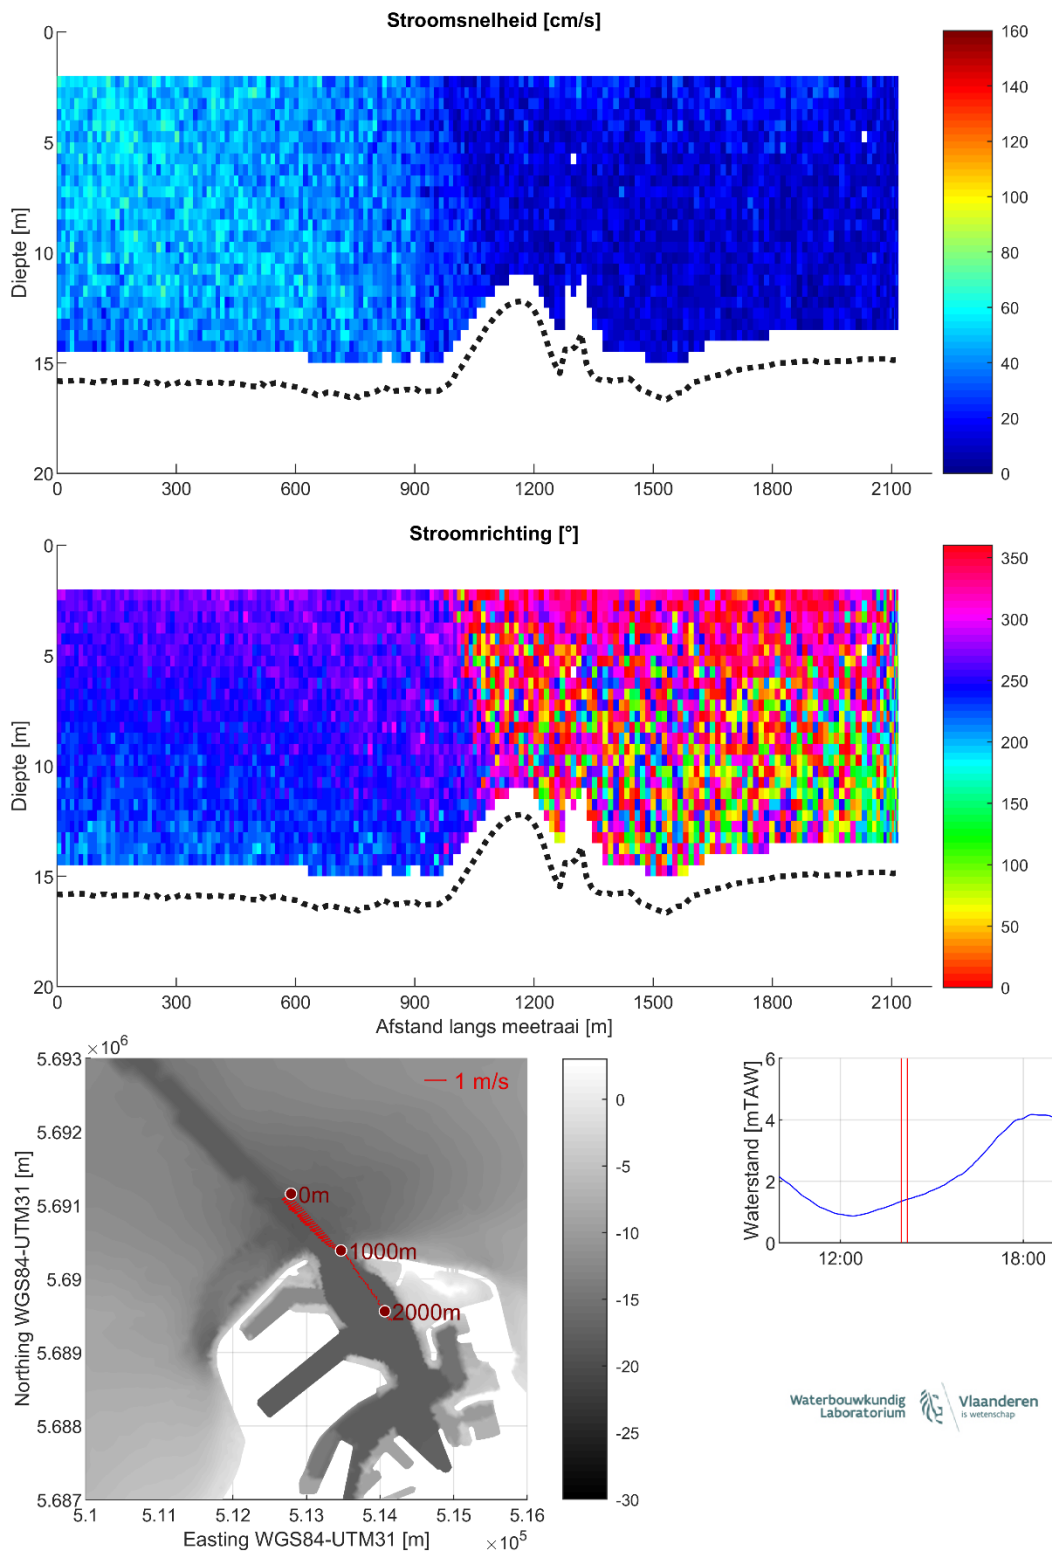 Stroomsnelheid [cm/s]
0
5
10
15
20
Diepte [m]
0 300 600 900 1200 1500 1800 2100
160
140
120
100
80
60
40
20
0
Stroomrichting [°]
0
5
10
15
20
Diepte [m]
0 300 600 900 1200 1500 1800 2100
Afstand langs meetraai [m]
350
300
250
200
150
100
50
0
×10⁶
5.693
5.692
5.691
5.69
5.689
5.688
5.687
Northing WGS84-UTM31 [m]
1 m/s
0m
1000m
2000m
5.1 5.11 5.12 5.13 5.14 5.15 5.16
Easting WGS84-UTM31 [m]
×10⁵
0
-5
-10
-15
-20
-25
-30
6
4
2
0
Waterstand [mTAW]
12:00 18:00
Waterbouwkundig
Laboratorium
Vlaanderen
is wetenschap